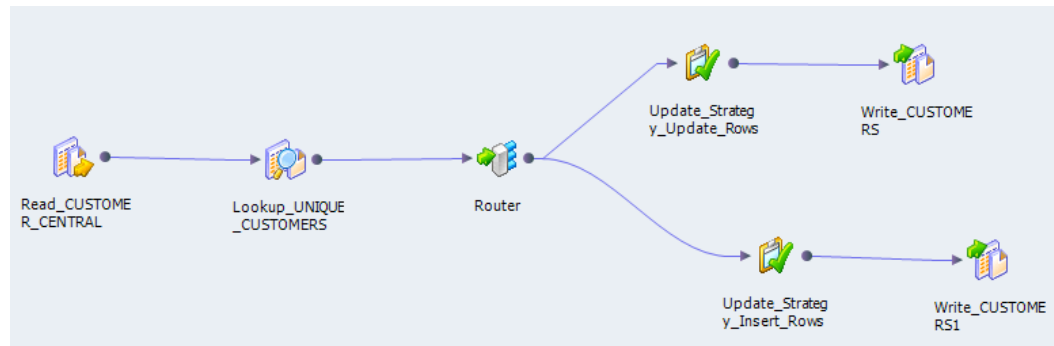 Update_Strateg
y_Update_Rows
Write_CUSTOME
RS
Read_CUSTOME
R_CENTRAL
Lookup_UNIQUE
_CUSTOMERS
Router
Update_Strateg
y_Insert_Rows
Write_CUSTOME
RS1